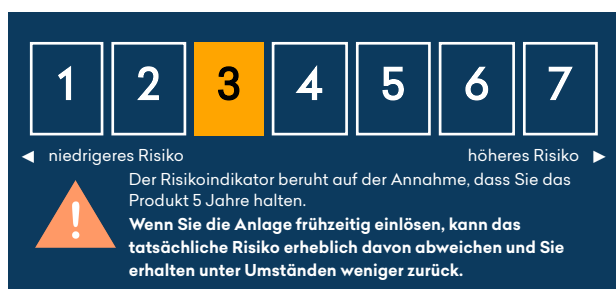 1 2 3 4 5 6 7
◄ niedrigeres Risiko höheres Risiko ►
Der Risikoindikator beruht auf der Annahme, dass Sie das
Produkt 5 Jahre halten.
Wenn Sie die Anlage frühzeitig einlösen, kann das
tatsächliche Risiko erheblich davon abweichen und Sie
erhalten unter Umständen weniger zurück.